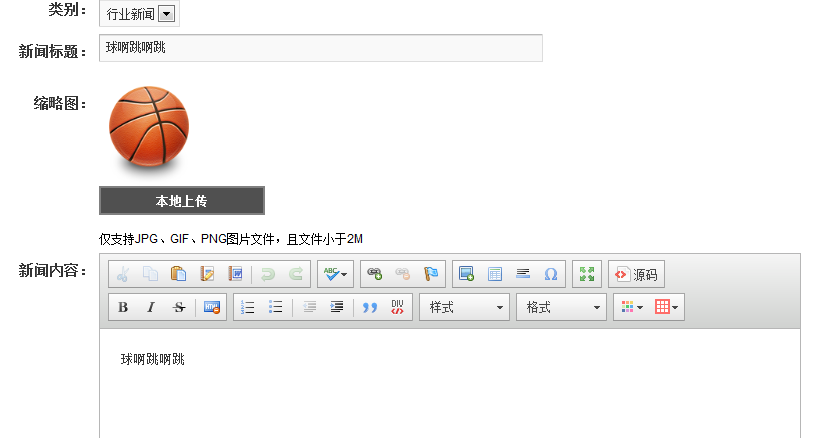 类别： 行业新闻
新闻标题： 球啊跳啊跳
缩略图：
本地上传
仅支持JPG、GIF、PNG图片文件，且文件小于2M
新闻内容： ABC 源码
B I S HTML DIV 样式 格式
球啊跳啊跳